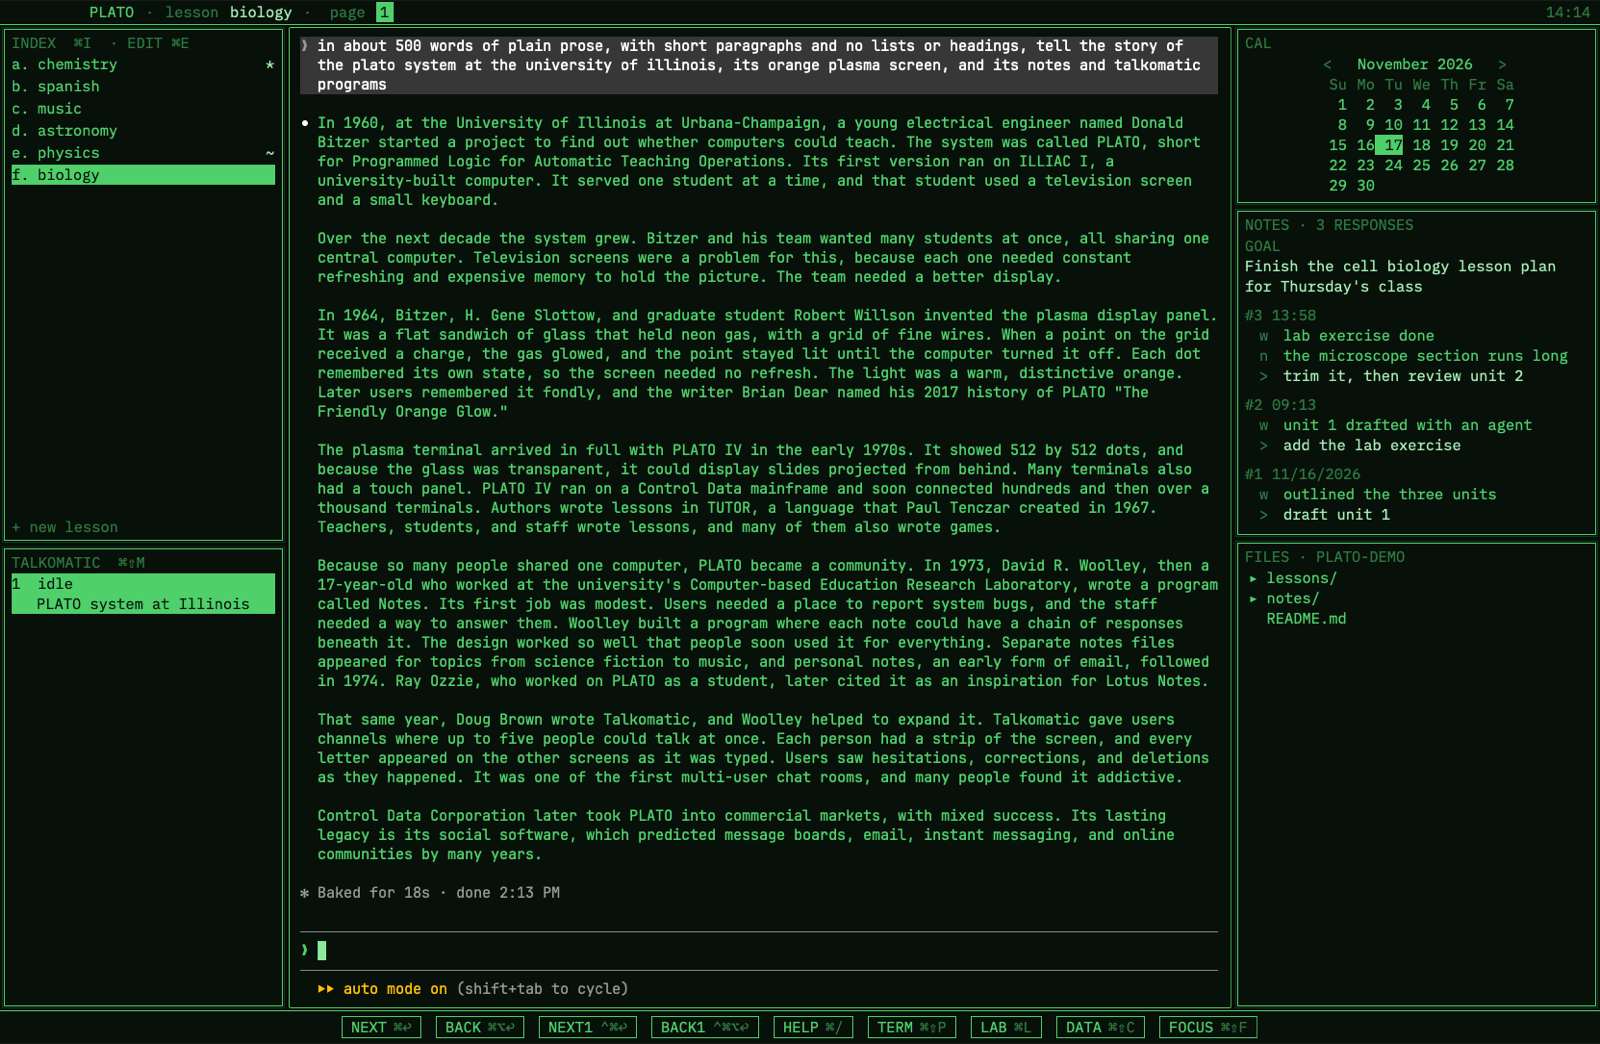 PLATO · lesson biology · page 1
14:14
INDEX ⌘I · EDIT ⌘E
a. chemistry *
b. spanish
c. music
d. astronomy
e. physics ~
f. biology
+ new lesson
TALKOMATIC ⌘⇧M
1 idle
PLATO system at Illinois
❯ in about 500 words of plain prose, with short paragraphs and no lists or headings, tell the story of
the plato system at the university of illinois, its orange plasma screen, and its notes and talkomatic
programs
● In 1960, at the University of Illinois at Urbana-Champaign, a young electrical engineer named Donald
Bitzer started a project to find out whether computers could teach. The system was called PLATO, short
for Programmed Logic for Automatic Teaching Operations. Its first version ran on ILLIAC I, a
university-built computer. It served one student at a time, and that student used a television screen
and a small keyboard.
Over the next decade the system grew. Bitzer and his team wanted many students at once, all sharing one
central computer. Television screens were a problem for this, because each one needed constant
refreshing and expensive memory to hold the picture. The team needed a better display.
In 1964, Bitzer, H. Gene Slottow, and graduate student Robert Willson invented the plasma display panel.
It was a flat sandwich of glass that held neon gas, with a grid of fine wires. When a point on the grid
received a charge, the gas glowed, and the point stayed lit until the computer turned it off. Each dot
remembered its own state, so the screen needed no refresh. The light was a warm, distinctive orange.
Later users remembered it fondly, and the writer Brian Dear named his 2017 history of PLATO "The
Friendly Orange Glow."
The plasma terminal arrived in full with PLATO IV in the early 1970s. It showed 512 by 512 dots, and
because the glass was transparent, it could display slides projected from behind. Many terminals also
had a touch panel. PLATO IV ran on a Control Data mainframe and soon connected hundreds and then over a
thousand terminals. Authors wrote lessons in TUTOR, a language that Paul Tenczar created in 1967.
Teachers, students, and staff wrote lessons, and many of them also wrote games.
Because so many people shared one computer, PLATO became a community. In 1973, David R. Woolley, then a
17-year-old who worked at the university's Computer-based Education Research Laboratory, wrote a program
called Notes. Its first job was modest. Users needed a place to report system bugs, and the staff
needed a way to answer them. Woolley built a program where each note could have a chain of responses
beneath it. The design worked so well that people soon used it for everything. Separate notes files
appeared for topics from science fiction to music, and personal notes, an early form of email, followed
in 1974. Ray Ozzie, who worked on PLATO as a student, later cited it as an inspiration for Lotus Notes.
That same year, Doug Brown wrote Talkomatic, and Woolley helped to expand it. Talkomatic gave users
channels where up to five people could talk at once. Each person had a strip of the screen, and every
letter appeared on the other screens as it was typed. Users saw hesitations, corrections, and deletions
as they happened. It was one of the first multi-user chat rooms, and many people found it addictive.
Control Data Corporation later took PLATO into commercial markets, with mixed success. Its lasting
legacy is its social software, which predicted message boards, email, instant messaging, and online
communities by many years.
✻ Baked for 18s · done 2:13 PM
❯
▸▸ auto mode on (shift+tab to cycle)
CAL
< November 2026 >
Su Mo Tu We Th Fr Sa
1 2 3 4 5 6 7
8 9 10 11 12 13 14
15 16 17 18 19 20 21
22 23 24 25 26 27 28
29 30
NOTES · 3 RESPONSES
GOAL
Finish the cell biology lesson plan
for Thursday's class
#3 13:58
w lab exercise done
n the microscope section runs long
> trim it, then review unit 2
#2 09:13
w unit 1 drafted with an agent
> add the lab exercise
#1 11/16/2026
w outlined the three units
> draft unit 1
FILES · PLATO-DEMO
▸ lessons/
▸ notes/
README.md
NEXT ⌘↩ BACK ⌘⌥↩ NEXT1 ^⌘↩ BACK1 ^⌘⌥↩ HELP ⌘/ TERM ⌘⇧P LAB ⌘L DATA ⌘⇧C FOCUS ⌘⇧F